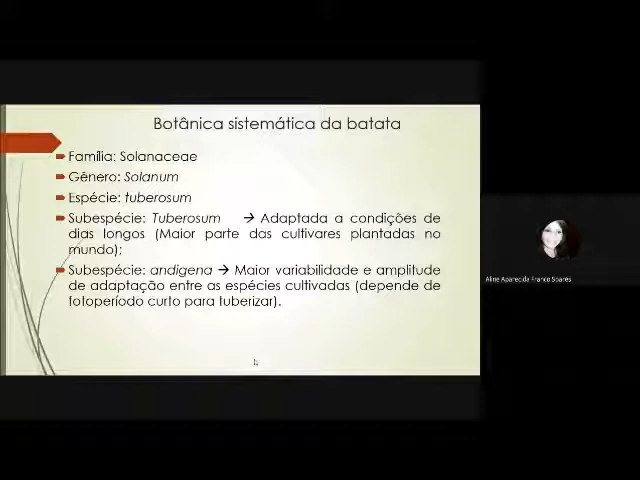 Botânica sistemática da batata
Família: Solanaceae
Gênero: Solanum
Espécie: tuberosum
Subespécie: Tuberosum → Adaptada a condições de
dias longos (Maior parte das cultivares plantadas no
mundo);
Subespécie: andigena → Maior variabilidade e amplitude
de adaptação entre as espécies cultivadas (depende de
fotoperíodo curto para tuberizar).
Aline Aparecida Franco Soares